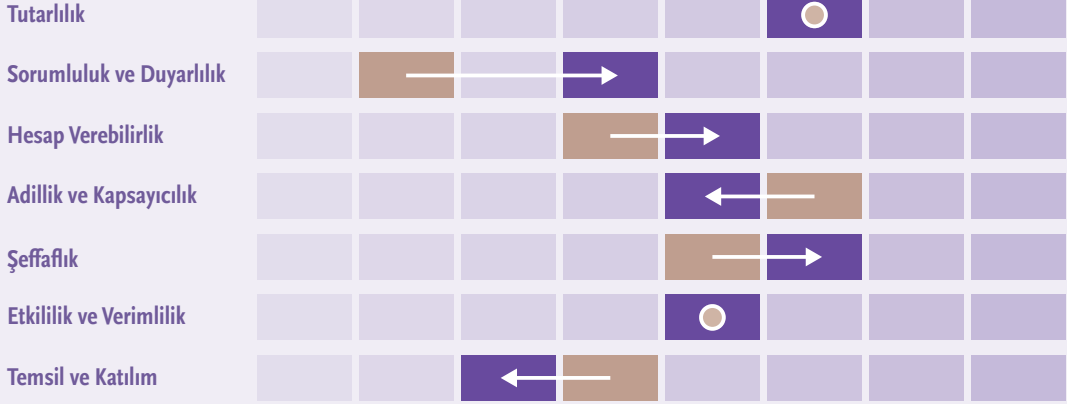 Tutarlılık
Sorumluluk ve Duyarlılık
Hesap Verebilirlik
Adillik ve Kapsayıcılık
Şeffaflık
Etkililik ve Verimlilik
Temsil ve Katılım